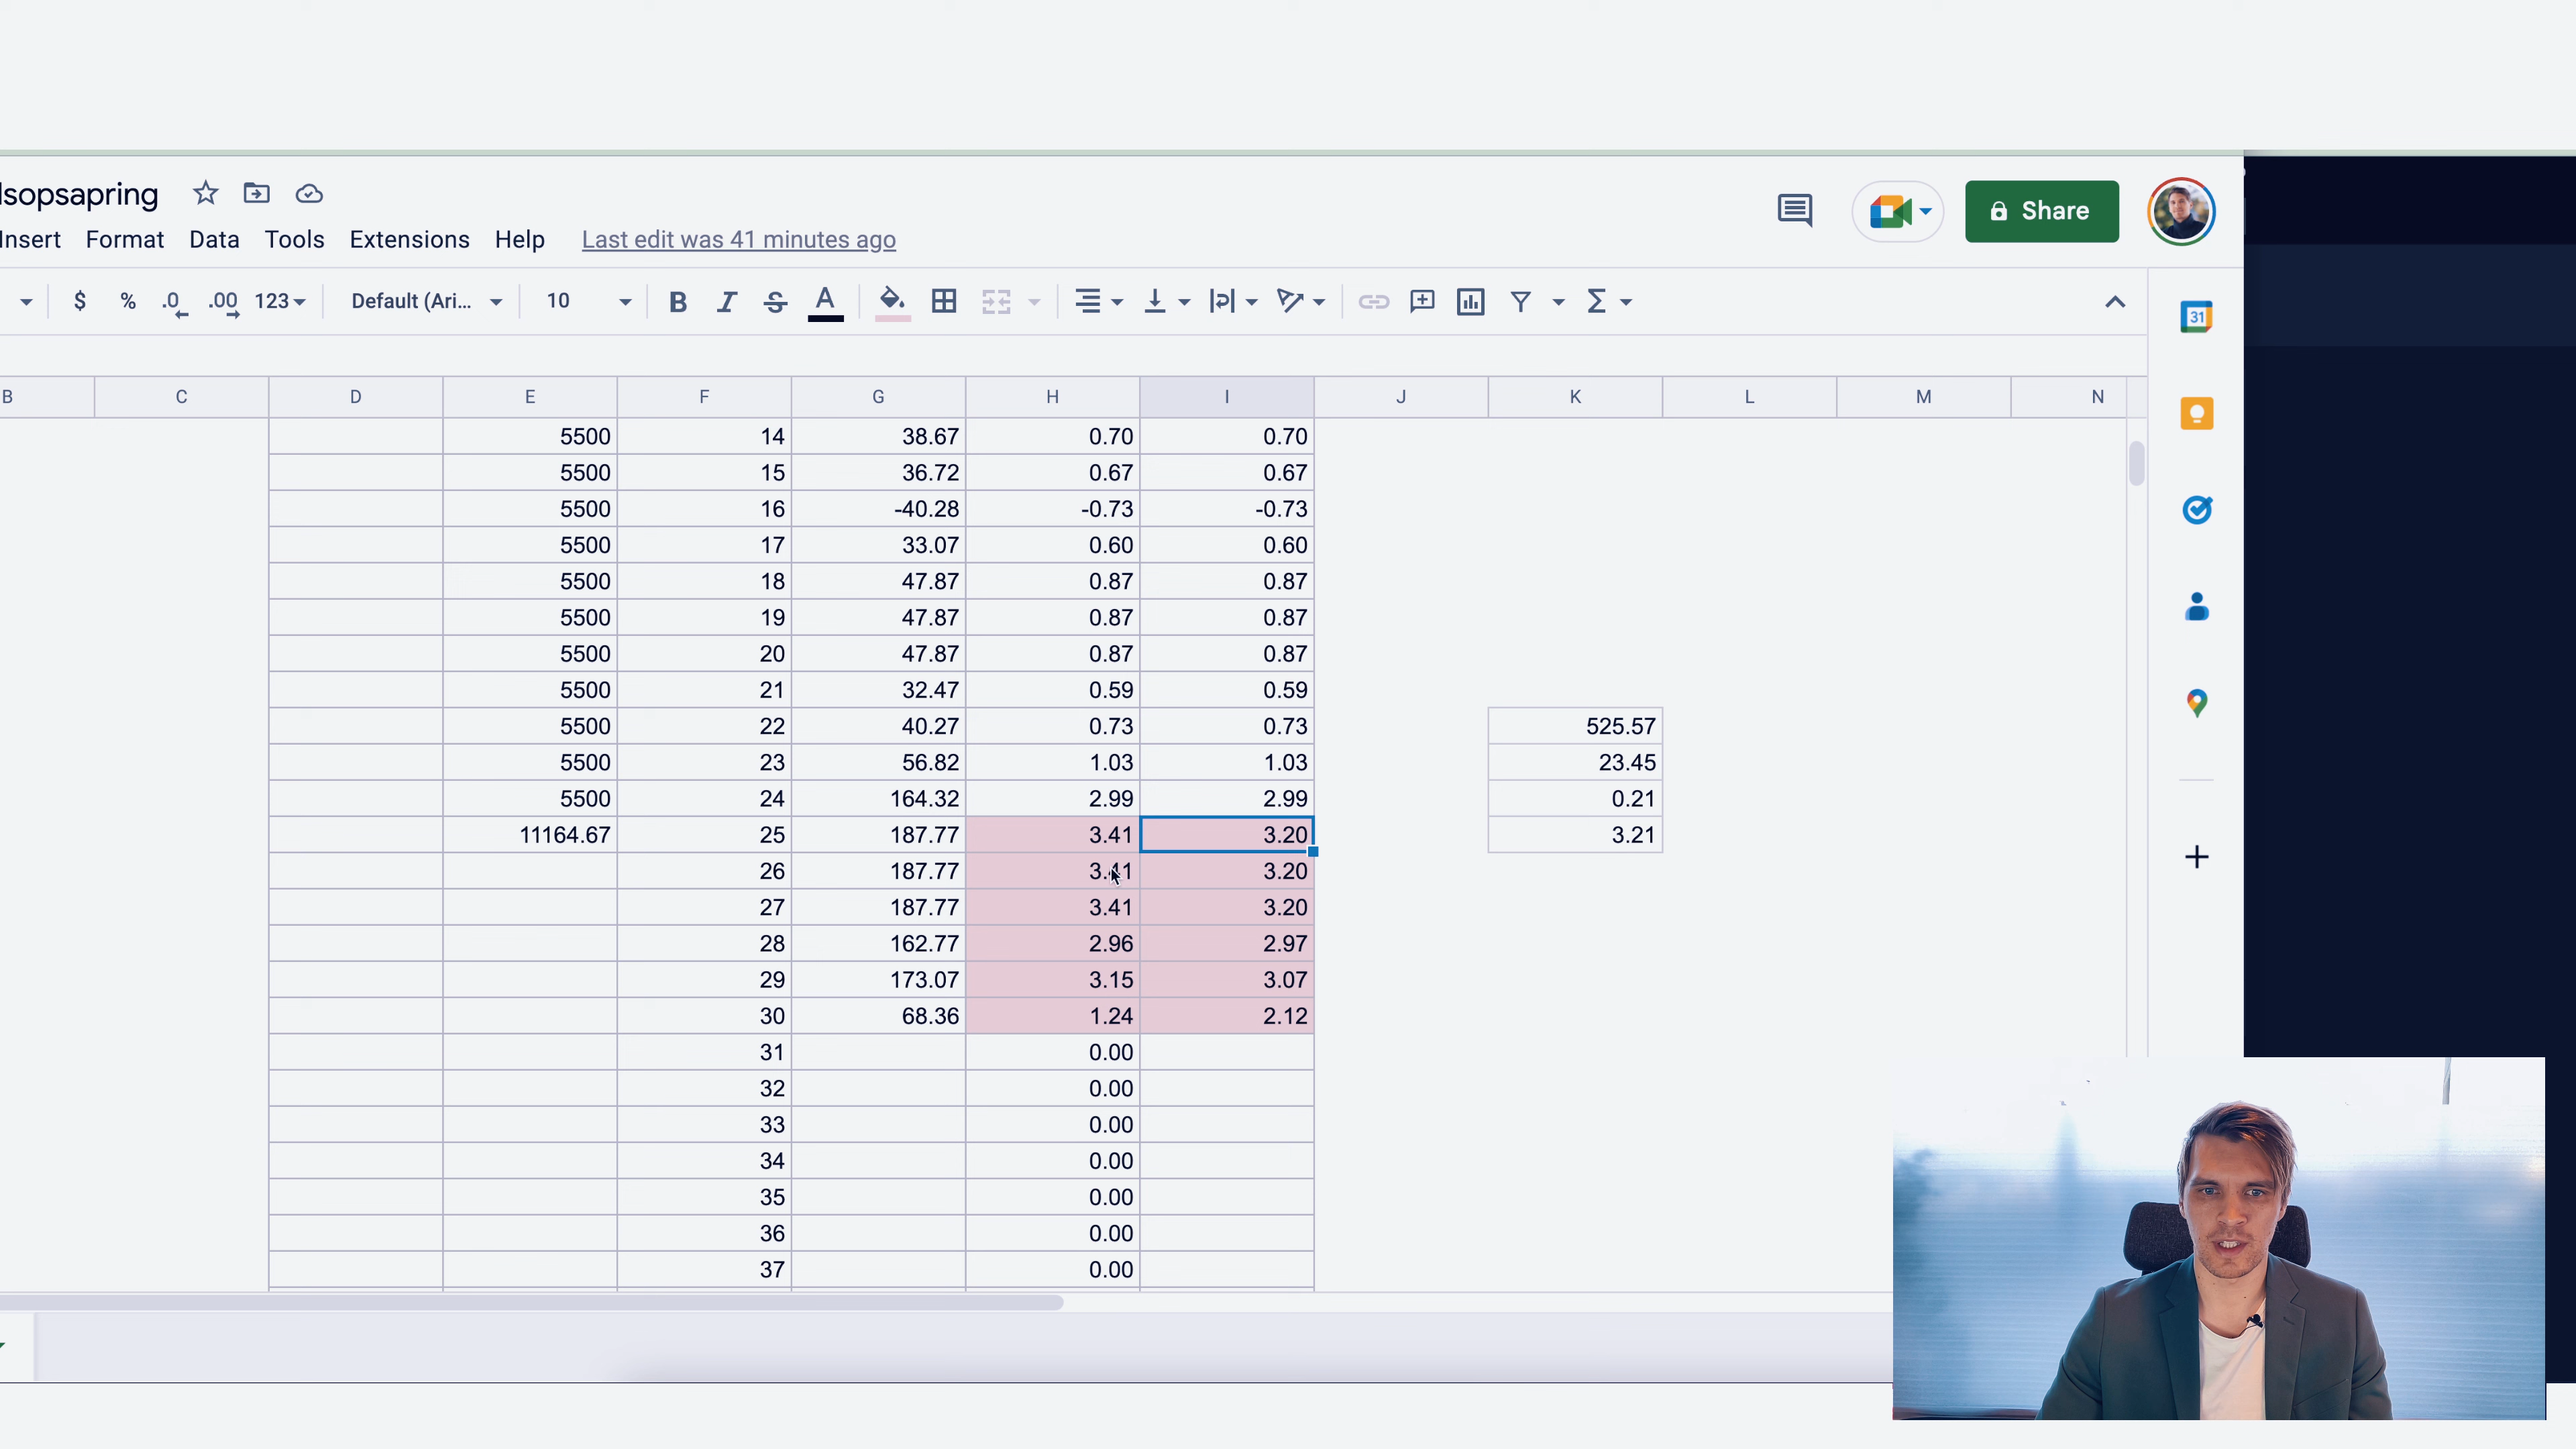 lsopsapring
Share
Insert Format Data Tools Extensions Help Last edit was 41 minutes ago
$ % .0 .00 123 Default (Ari... 10 B I S A Σ
31
B C D E F G H I J K L M N
5500 14 38.67 0.70 0.70
5500 15 36.72 0.67 0.67
5500 16 -40.28 -0.73 -0.73
5500 17 33.07 0.60 0.60
5500 18 47.87 0.87 0.87
5500 19 47.87 0.87 0.87
5500 20 47.87 0.87 0.87
5500 21 32.47 0.59 0.59
5500 22 40.27 0.73 0.73 525.57
5500 23 56.82 1.03 1.03 23.45
5500 24 164.32 2.99 2.99 0.21
11164.67 25 187.77 3.41 3.20 3.21
26 187.77 3.41 3.20
27 187.77 3.41 3.20
28 162.77 2.96 2.97
29 173.07 3.15 3.07
30 68.36 1.24 2.12
31 0.00
32 0.00
33 0.00
34 0.00
35 0.00
36 0.00
37 0.00